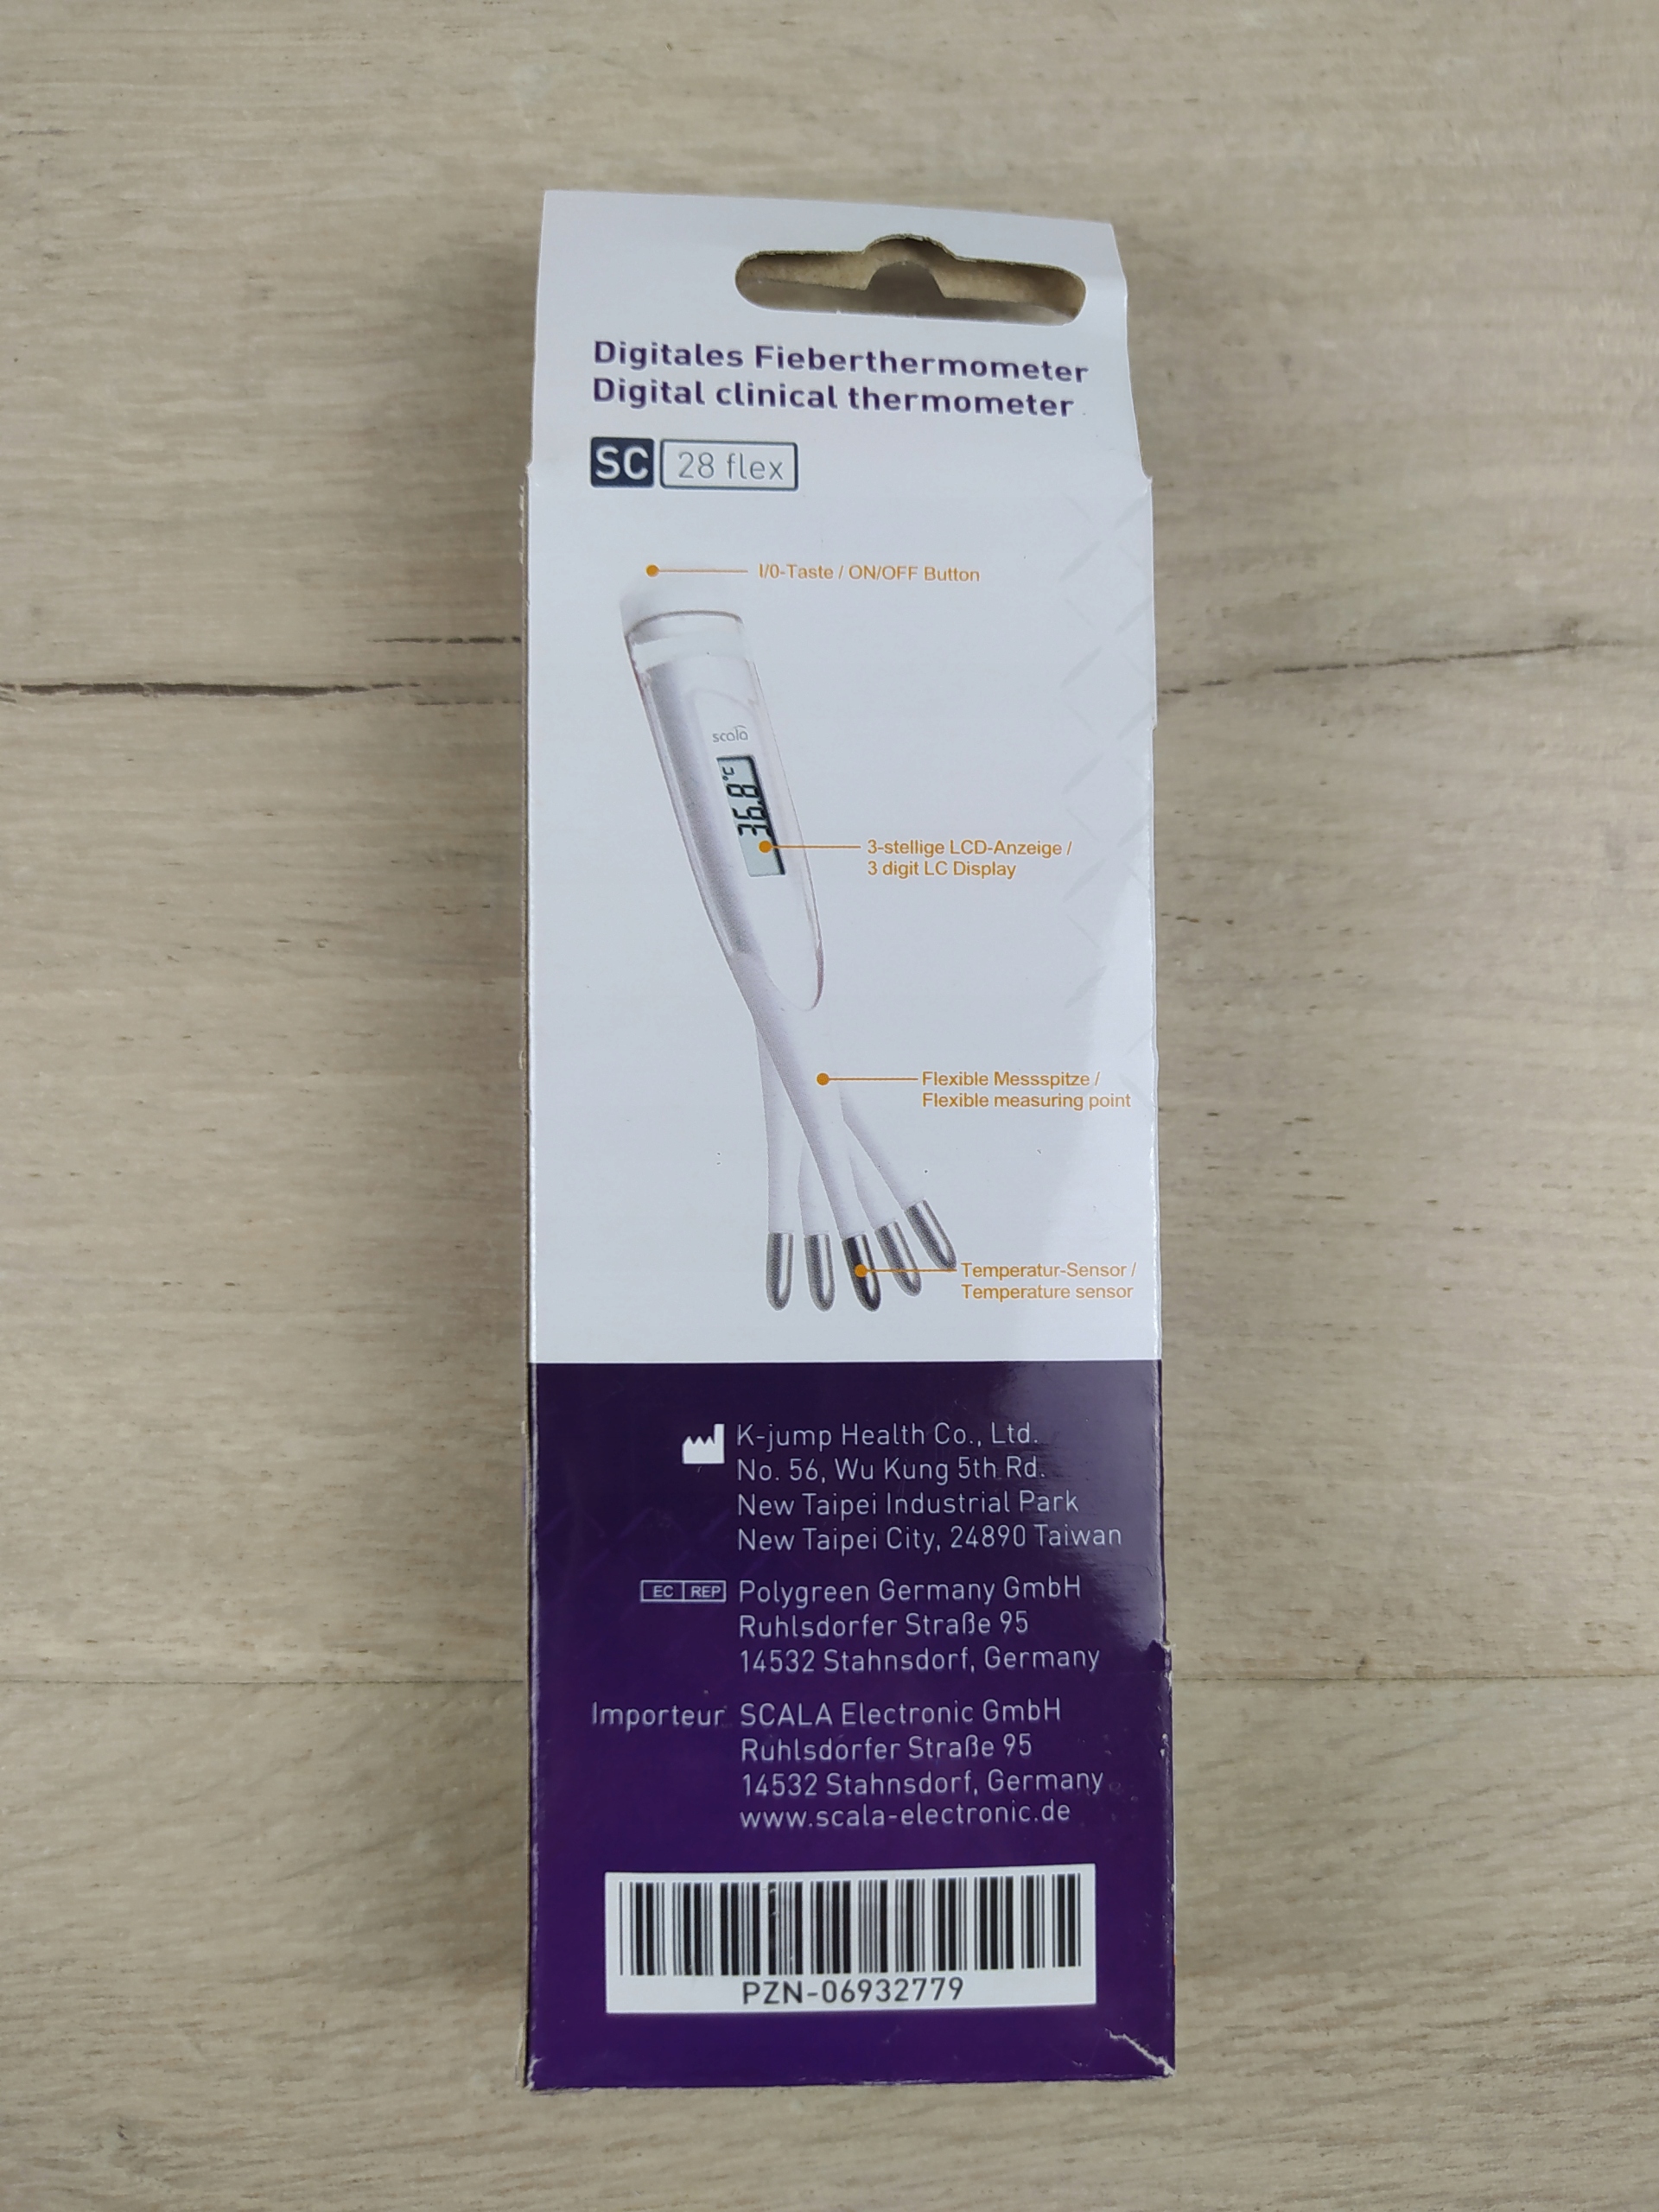 Digitales Fieberthermometer
Digital clinical thermometer
SC 28 flex
I/0-Taste / ON/OFF Button
scala
36.8°C
3-stellige LCD-Anzeige /
3 digit LC Display
Flexible Messspitze /
Flexible measuring point
Temperatur-Sensor /
Temperature sensor
K-jump Health Co., Ltd.
No. 56, Wu Kung 5th Rd.
New Taipei Industrial Park
New Taipei City, 24890 Taiwan
EC REP Polygreen Germany GmbH
Ruhlsdorfer Straße 95
14532 Stahnsdorf, Germany
Importeur SCALA Electronic GmbH
Ruhlsdorfer Straße 95
14532 Stahnsdorf, Germany
www.scala-electronic.de
PZN-06932779